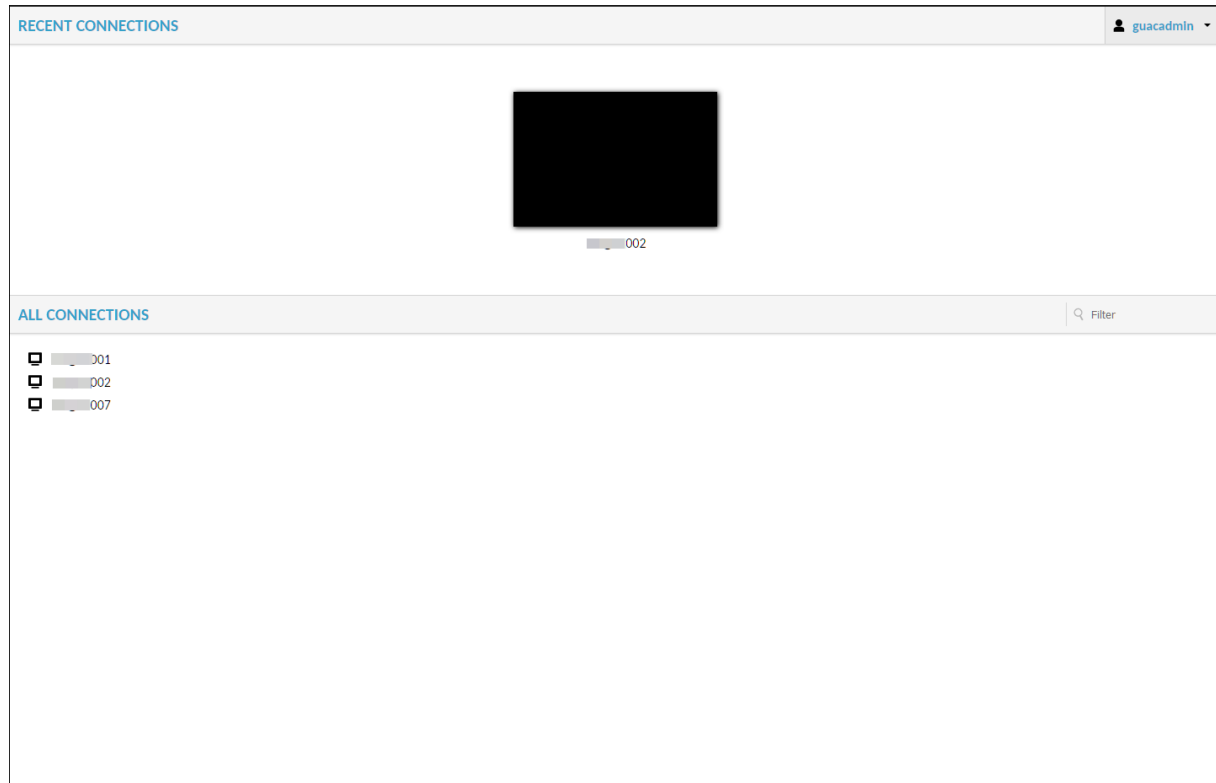 RECENT CONNECTIONS
guacadmin
002
ALL CONNECTIONS
Filter
001
002
007